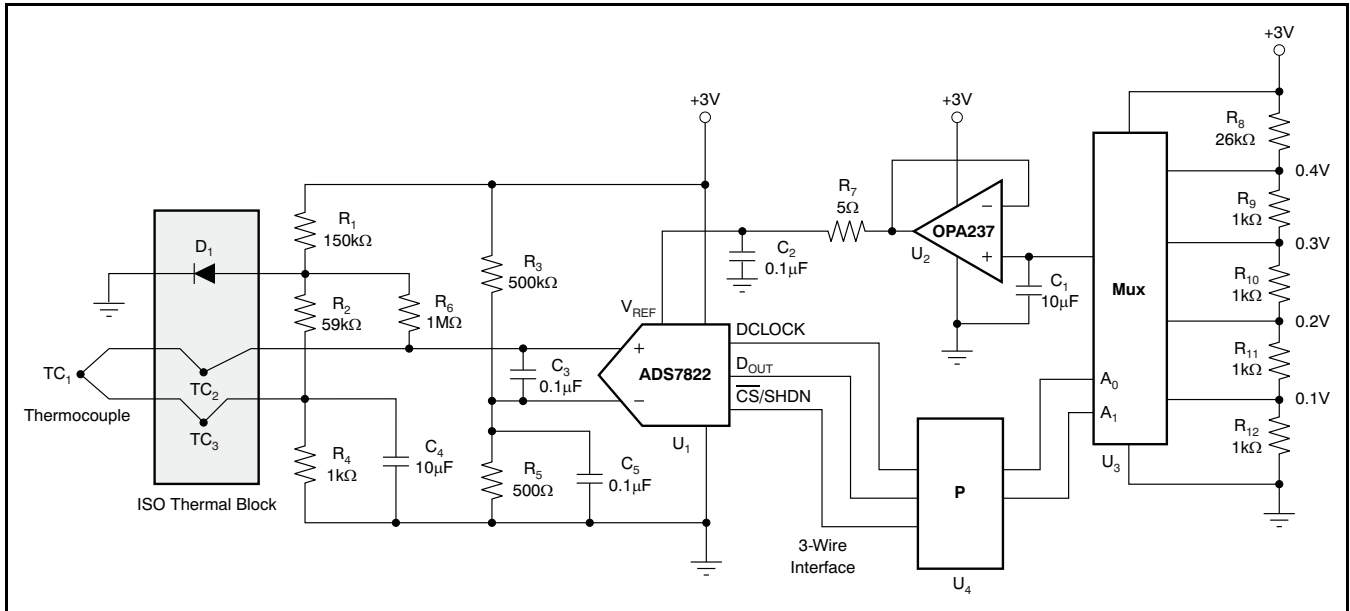 +3V
R8
26kΩ
0.4V
R9
1kΩ
0.3V
R10
1kΩ
0.2V
R11
1kΩ
0.1V
R12
1kΩ
Mux
A0
A1
U3
+3V
OPA237
−
+
U2
C1
10µF
R7
5Ω
C2
0.1µF
+3V
VREF
DCLOCK
DOUT
CS/SHDN
ADS7822
+
−
U1
R1
150kΩ
D1
R2
59kΩ
R6
1MΩ
R3
500kΩ
C3
0.1µF
TC1
Thermocouple
TC2
TC3
R4
1kΩ
C4
10µF
R5
500Ω
C5
0.1µF
ISO Thermal Block
P
3-Wire
Interface
U4